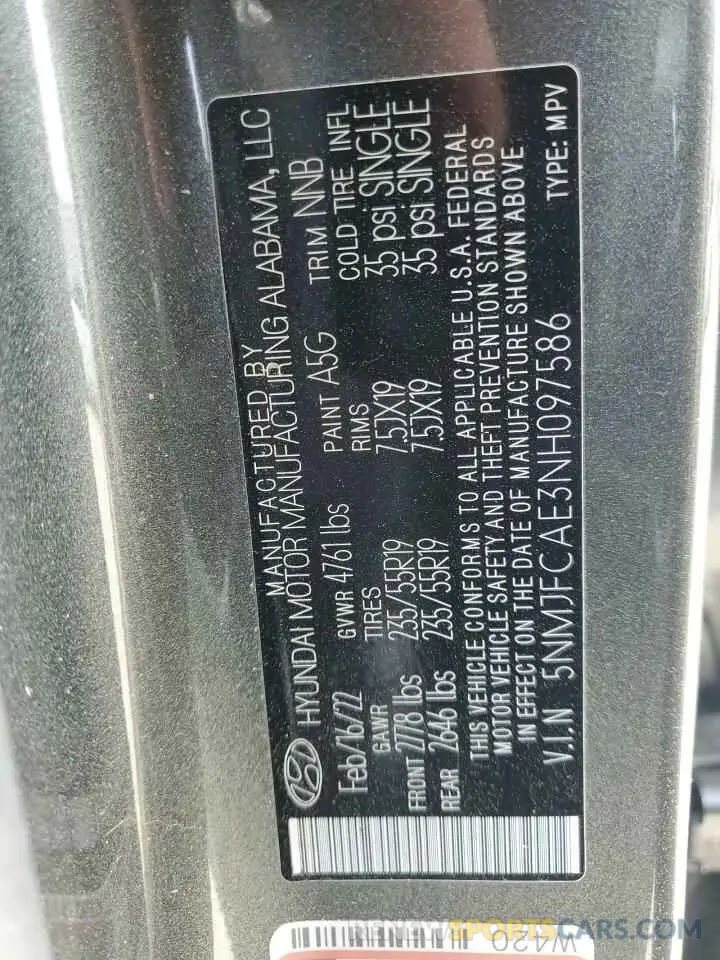 MANUFACTURED BY
HYUNDAI MOTOR MANUFACTURING ALABAMA, LLC
Feb/16/22 GVWR 4761 lbs PAINT A5G TRIM NNB
GAWR TIRES RIMS COLD TIRE INFL
FRONT 2778 lbs 235/55R19 7.5JX19 35 psi SINGLE
REAR 2646 lbs 235/55R19 7.5JX19 35 psi SINGLE
THIS VEHICLE CONFORMS TO ALL APPLICABLE U.S.A. FEDERAL
MOTOR VEHICLE SAFETY AND THEFT PREVENTION STANDARDS
IN EFFECT ON THE DATE OF MANUFACTURE SHOWN ABOVE.
V.I.N 5NMJFCAE3NH097586 TYPE: MPV
W420
SPORTSCARS.COM